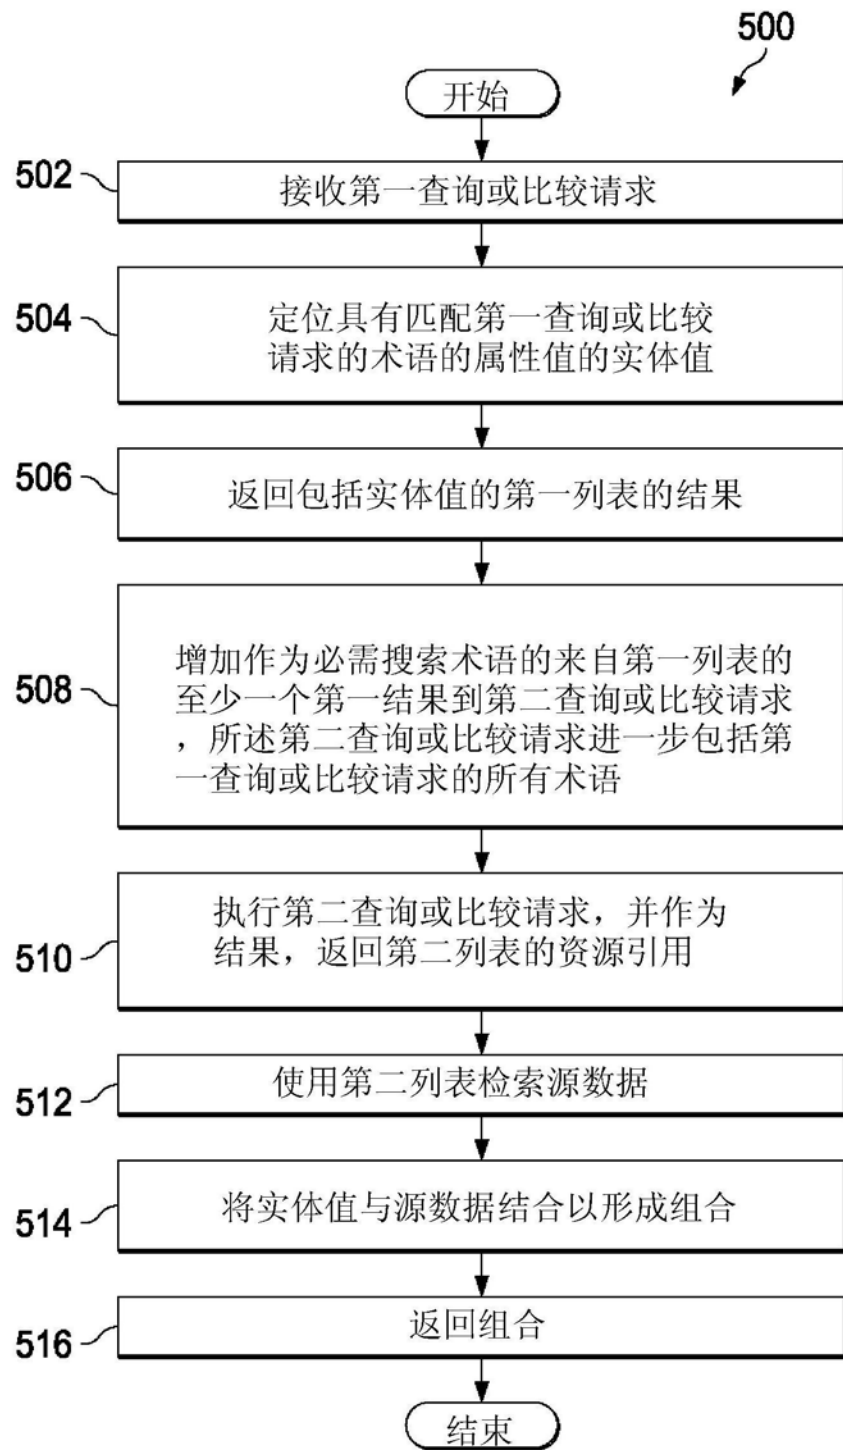 500
开始
502
接收第一查询或比较请求
504
定位具有匹配第一查询或比较
请求的术语的属性值的实体值
506
返回包括实体值的第一列表的结果
508
增加作为必需搜索术语的来自第一列表的
至少一个第一结果到第二查询或比较请求
，所述第二查询或比较请求进一步包括第
一查询或比较请求的所有术语
510
执行第二查询或比较请求，并作为
结果，返回第二列表的资源引用
512
使用第二列表检索源数据
514
将实体值与源数据结合以形成组合
516
返回组合
结束